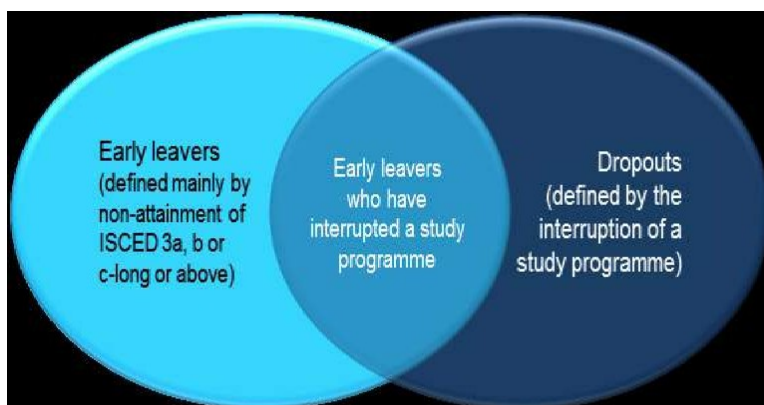 Early leavers
(defined mainly by
non-attainment of
ISCED 3a, b or
c-long or above)
Early leavers
who have
interrupted a study
programme
Dropouts
(defined by the
interruption of a
study programme)